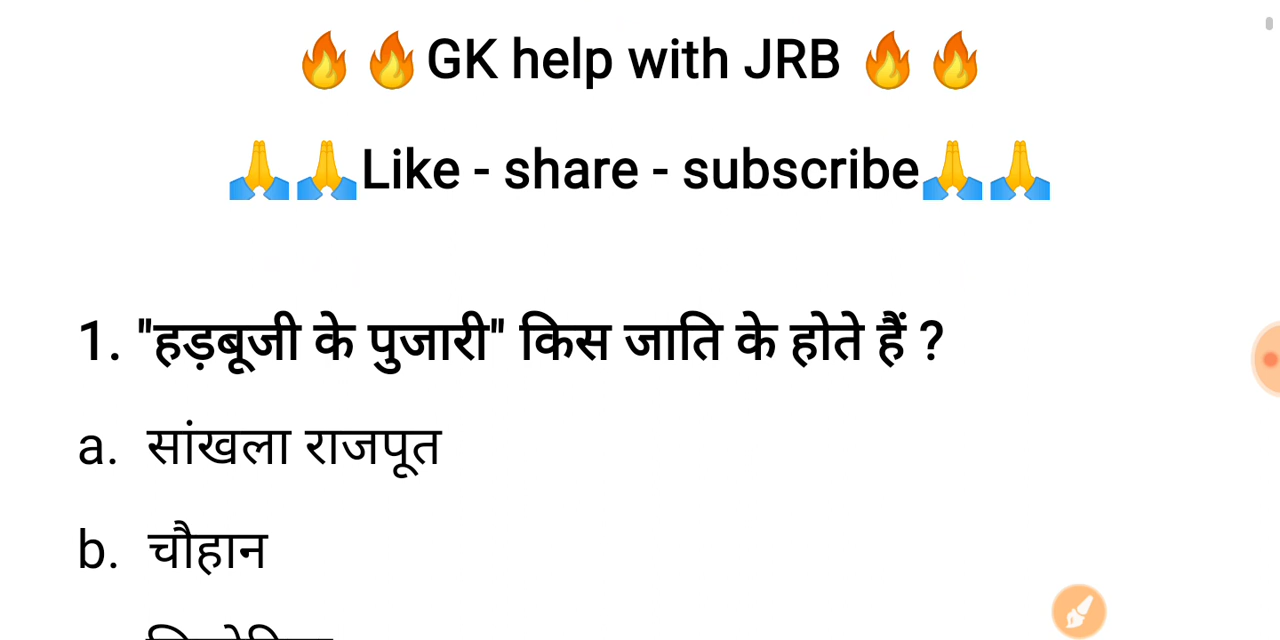 🔥🔥GK help with JRB 🔥🔥
🙏🙏Like - share - subscribe🙏🙏
1. "हड़बूजी के पुजारी" किस जाति के होते हैं ?
a. सांखला राजपूत
b. चौहान